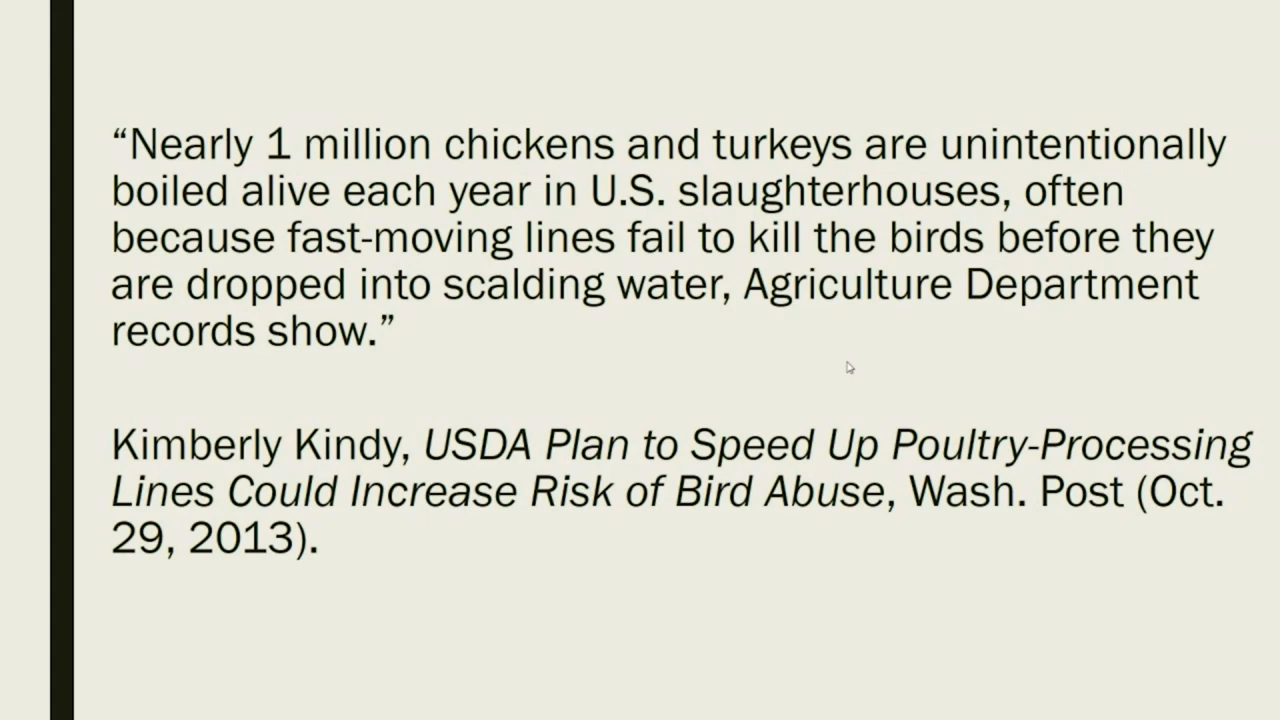 “Nearly 1 million chickens and turkeys are unintentionally
boiled alive each year in U.S. slaughterhouses, often
because fast-moving lines fail to kill the birds before they
are dropped into scalding water, Agriculture Department
records show.”
Kimberly Kindy, USDA Plan to Speed Up Poultry-Processing
Lines Could Increase Risk of Bird Abuse, Wash. Post (Oct.
29, 2013).